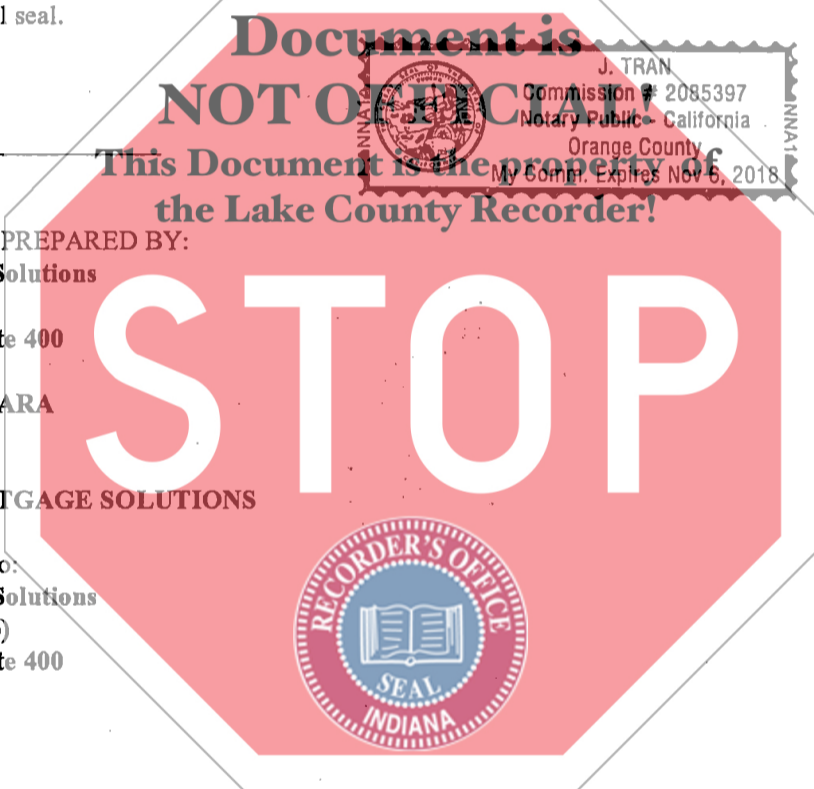 l seal.
Document is
NOT OFFICIAL!
This Document is the property of
the Lake County Recorder!
J. TRAN
Commission # 2085397
Notary Public - California
Orange County
My Comm. Expires Nov 6, 2018
NNA1
PREPARED BY:
Solutions
te 400
ARA
STOP
TGAGE SOLUTIONS
o:
Solutions
)
te 400
RECORDER'S OFFICE
SEAL
INDIANA